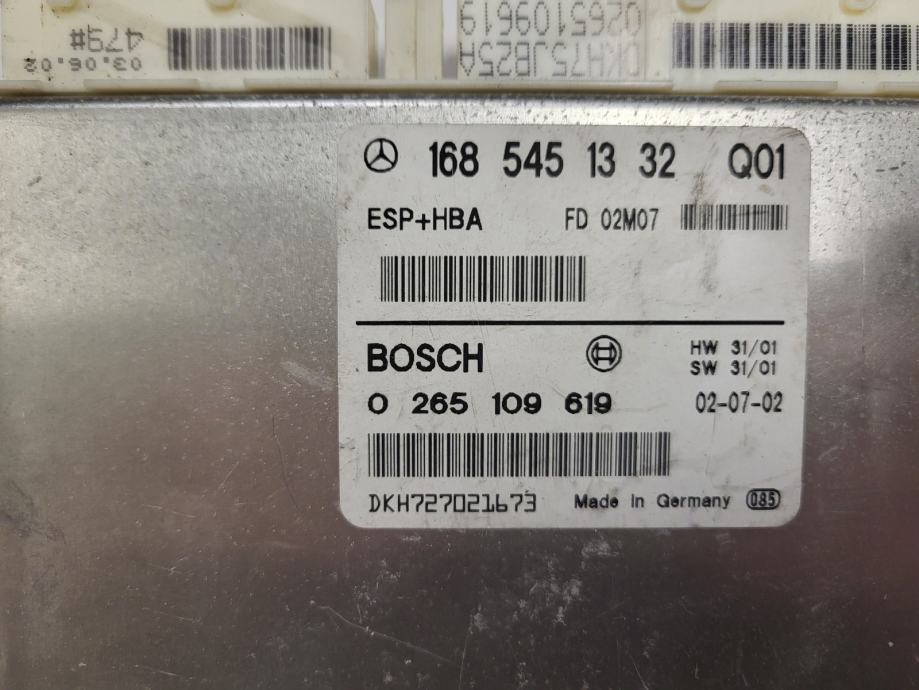 0265109619
DKH75JB25A
479#
03.06.02
168 545 13 32 Q01
ESP+HBA FD 02M07
BOSCH HW 31/01
SW 31/01
0 265 109 619 02-07-02
DKH727021673 Made in Germany 085